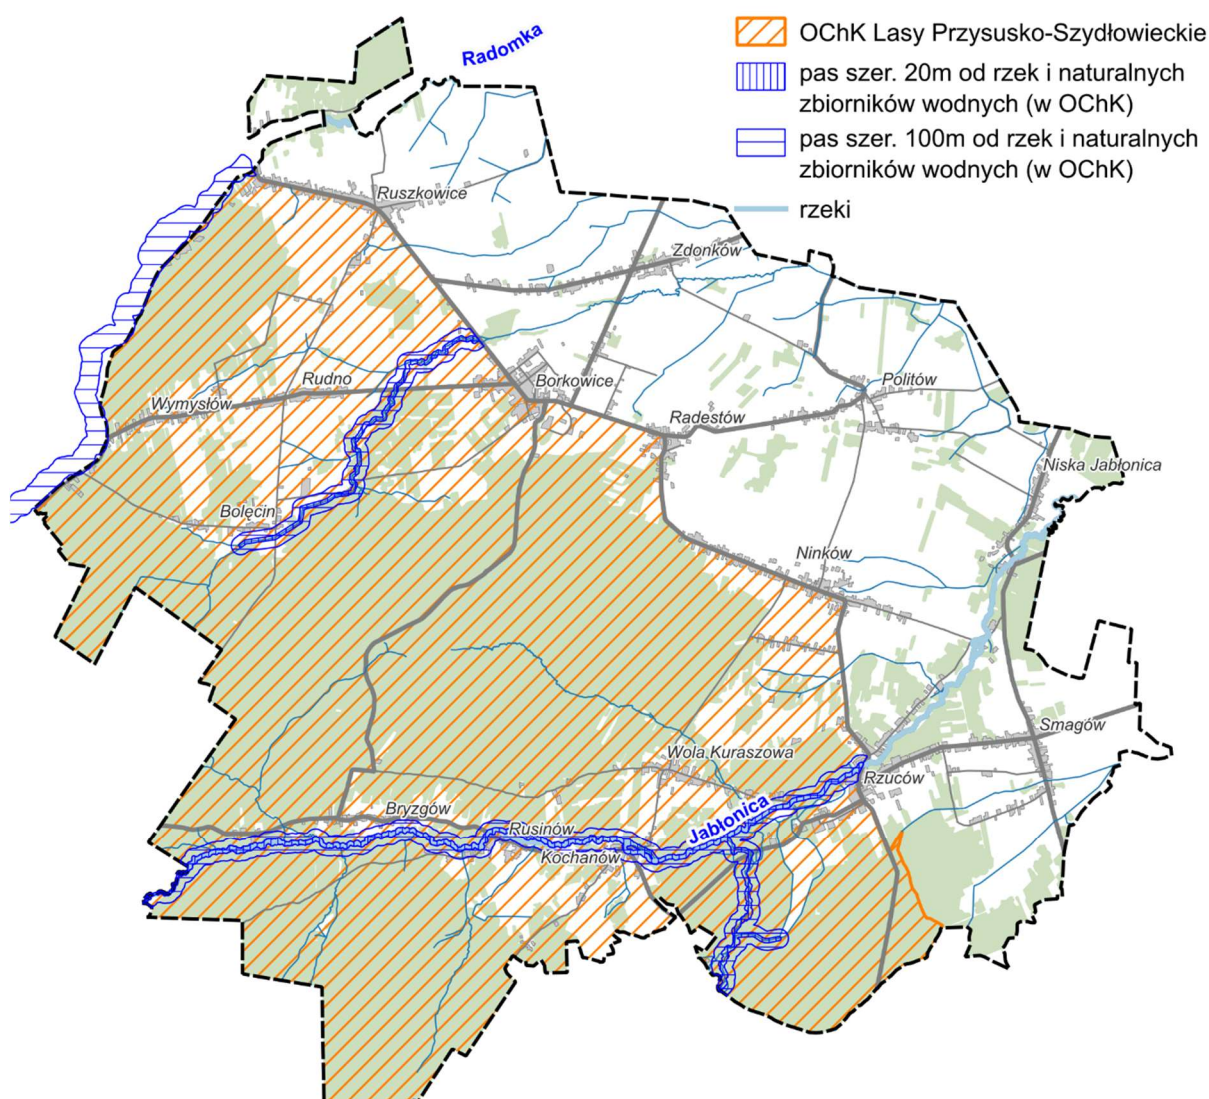 Radomka
OChK Lasy Przysusko-Szydłowieckie
pas szer. 20m od rzek i naturalnych
zbiorników wodnych (w OChK)
pas szer. 100m od rzek i naturalnych
zbiorników wodnych (w OChK)
rzeki
Ruszkowice
Zdonków
Rudno
Borkowice
Politów
Wymysłów
Radestów
Niska Jabłonica
Bolęcin
Ninków
Smagów
Wola Kuraszowa
Rzuców
Bryzgów
Jabłonica
Rusinów
Kochanów